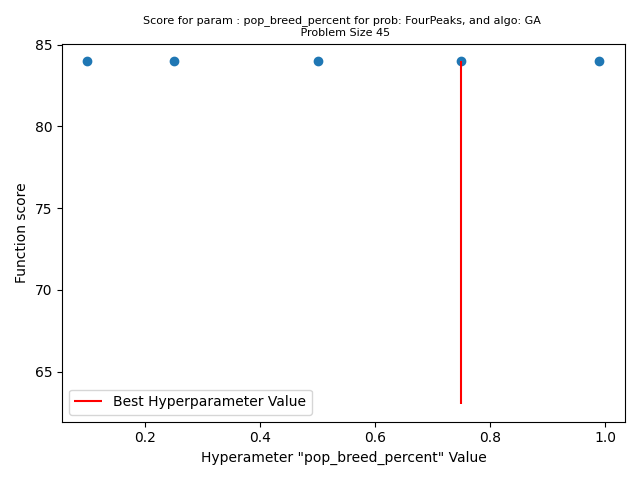 Score for param : pop_breed_percent for prob: FourPeaks, and algo: GA
Problem Size 45
85
80
75
70
65
Function score
Best Hyperparameter Value
0.2 0.4 0.6 0.8 1.0
Hyperameter "pop_breed_percent" Value